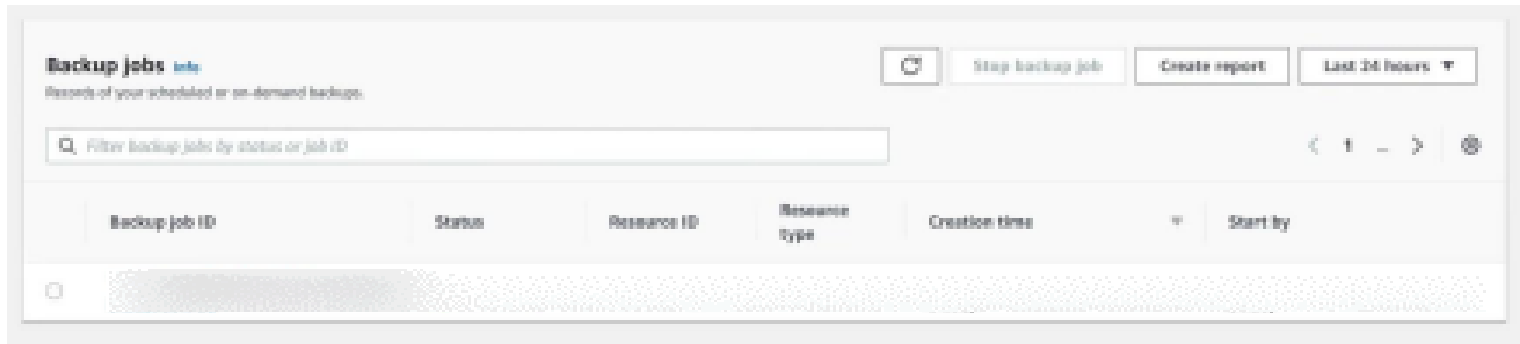 Backup jobs Info
Stop backup job
Create report
Last 24 hours
Records of your scheduled or on-demand backups.
Filter backup jobs by status or job ID
1 ...
Backup job ID
Status
Resource ID
Resource
type
Creation time
Start by